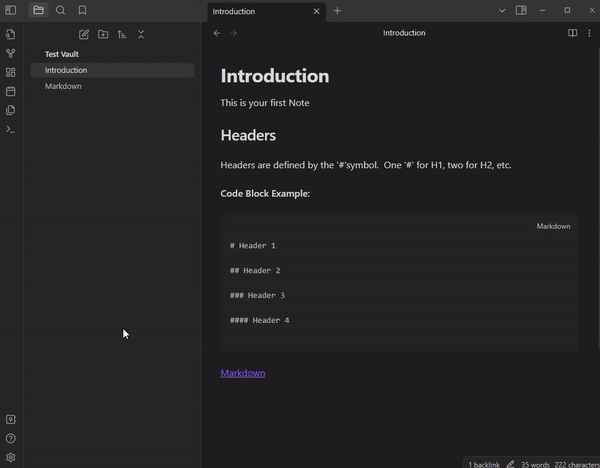 Introduction
Introduction
Test Vault
Introduction
Markdown
Introduction
This is your first Note
Headers
Headers are defined by the '#'symbol.  One '#' for H1, two for H2, etc.
Code Block Example:
Markdown
# Header 1
## Header 2
### Header 3
#### Header 4
Markdown
1 backlink 35 words 222 characters